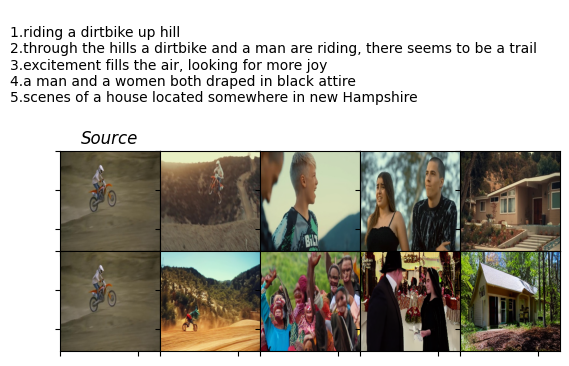 1.riding a dirtbike up hill
2.through the hills a dirtbike and a man are riding, there seems to be a trail
3.excitement fills the air, looking for more joy
4.a man and a women both draped in black attire
5.scenes of a house located somewhere in new Hampshire
Source